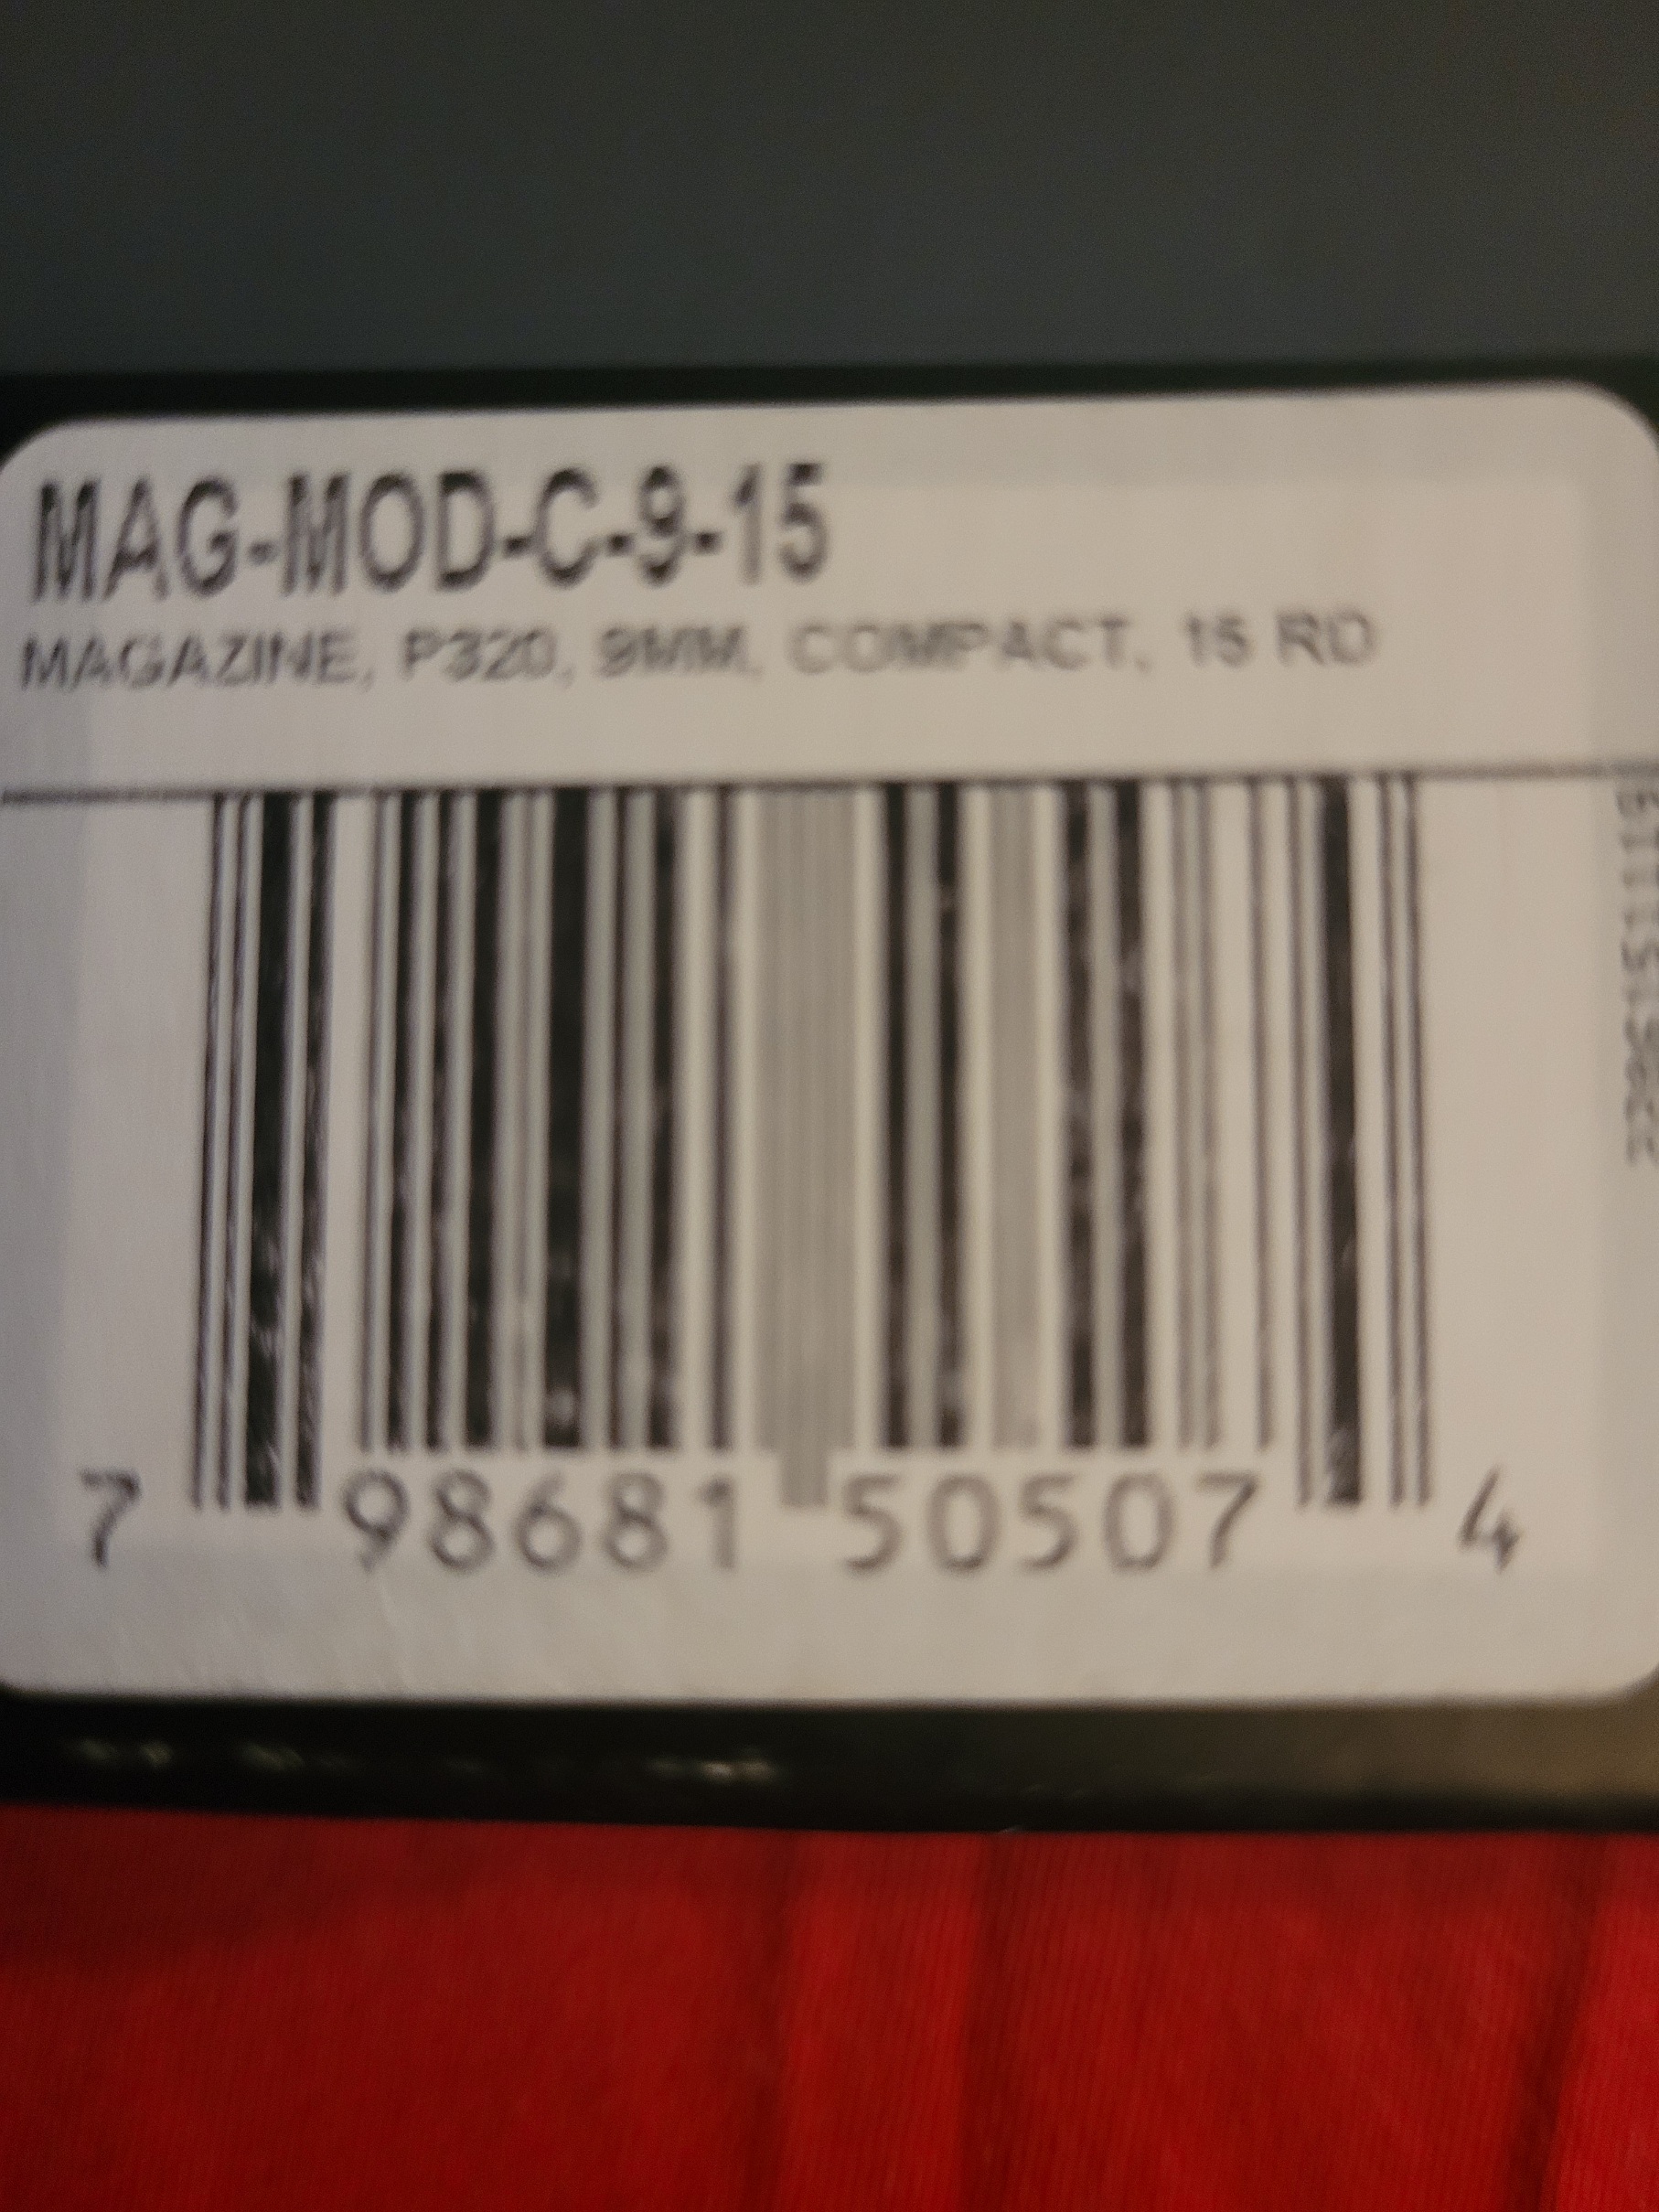 MAG-MOD-C-9-15
MAGAZINE, P320, 9MM, COMPACT, 15 RD
7 98681 50507 4